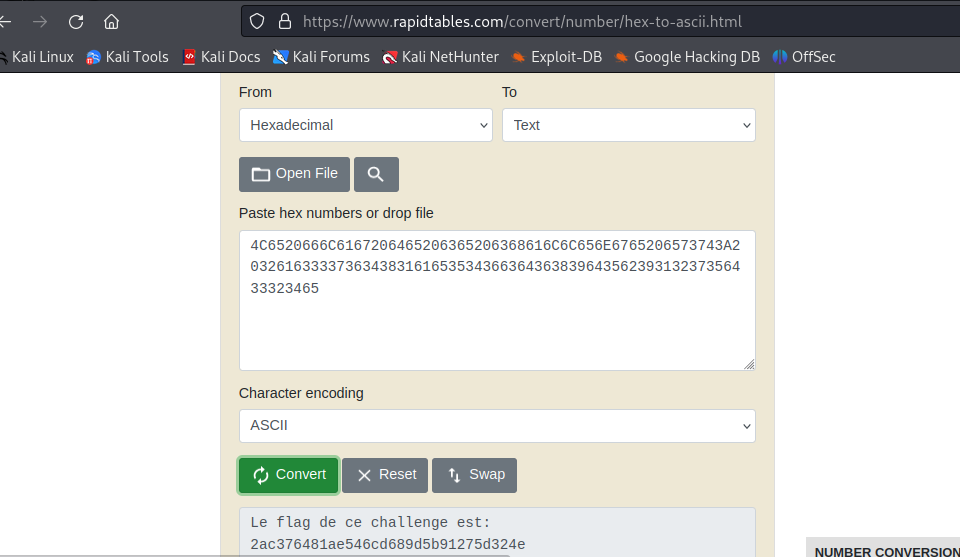 https://www.rapidtables.com/convert/number/hex-to-ascii.html
Kali Linux Kali Tools Kali Docs Kali Forums Kali NetHunter Exploit-DB Google Hacking DB OffSec
From To
Hexadecimal Text
Open File
Paste hex numbers or drop file
4C6520666C6167206465206365206368616C6C656E6765206573743A2
0326163333736343831616535343663643638396435623931323735643
33323465
Character encoding
ASCII
Convert Reset Swap
Le flag de ce challenge est:
2ac376481ae546cd689d5b91275d324e
NUMBER CONVERSION